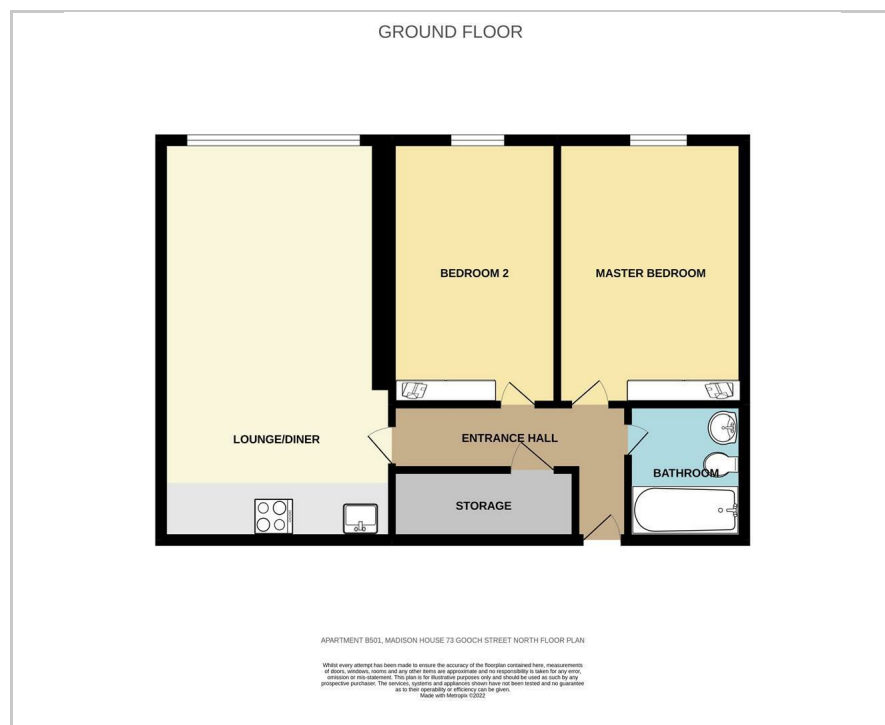 GROUND FLOOR
BEDROOM 2
MASTER BEDROOM
LOUNGE/DINER
ENTRANCE HALL
BATHROOM
STORAGE
APARTMENT B501, MADISON HOUSE 73 GOOCH STREET NORTH FLOOR PLAN
Whilst every attempt has been made to ensure the accuracy of the floorplan contained here, measurements
of doors, windows, rooms and any other items are approximate and no responsibility is taken for any error,
omission or mis-statement. This plan is for illustrative purposes only and should be used as such by any
prospective purchaser. The services, systems and appliances shown have not been tested and no guarantee
as to their operability or efficiency can be given.
Made with Metropix ©2022